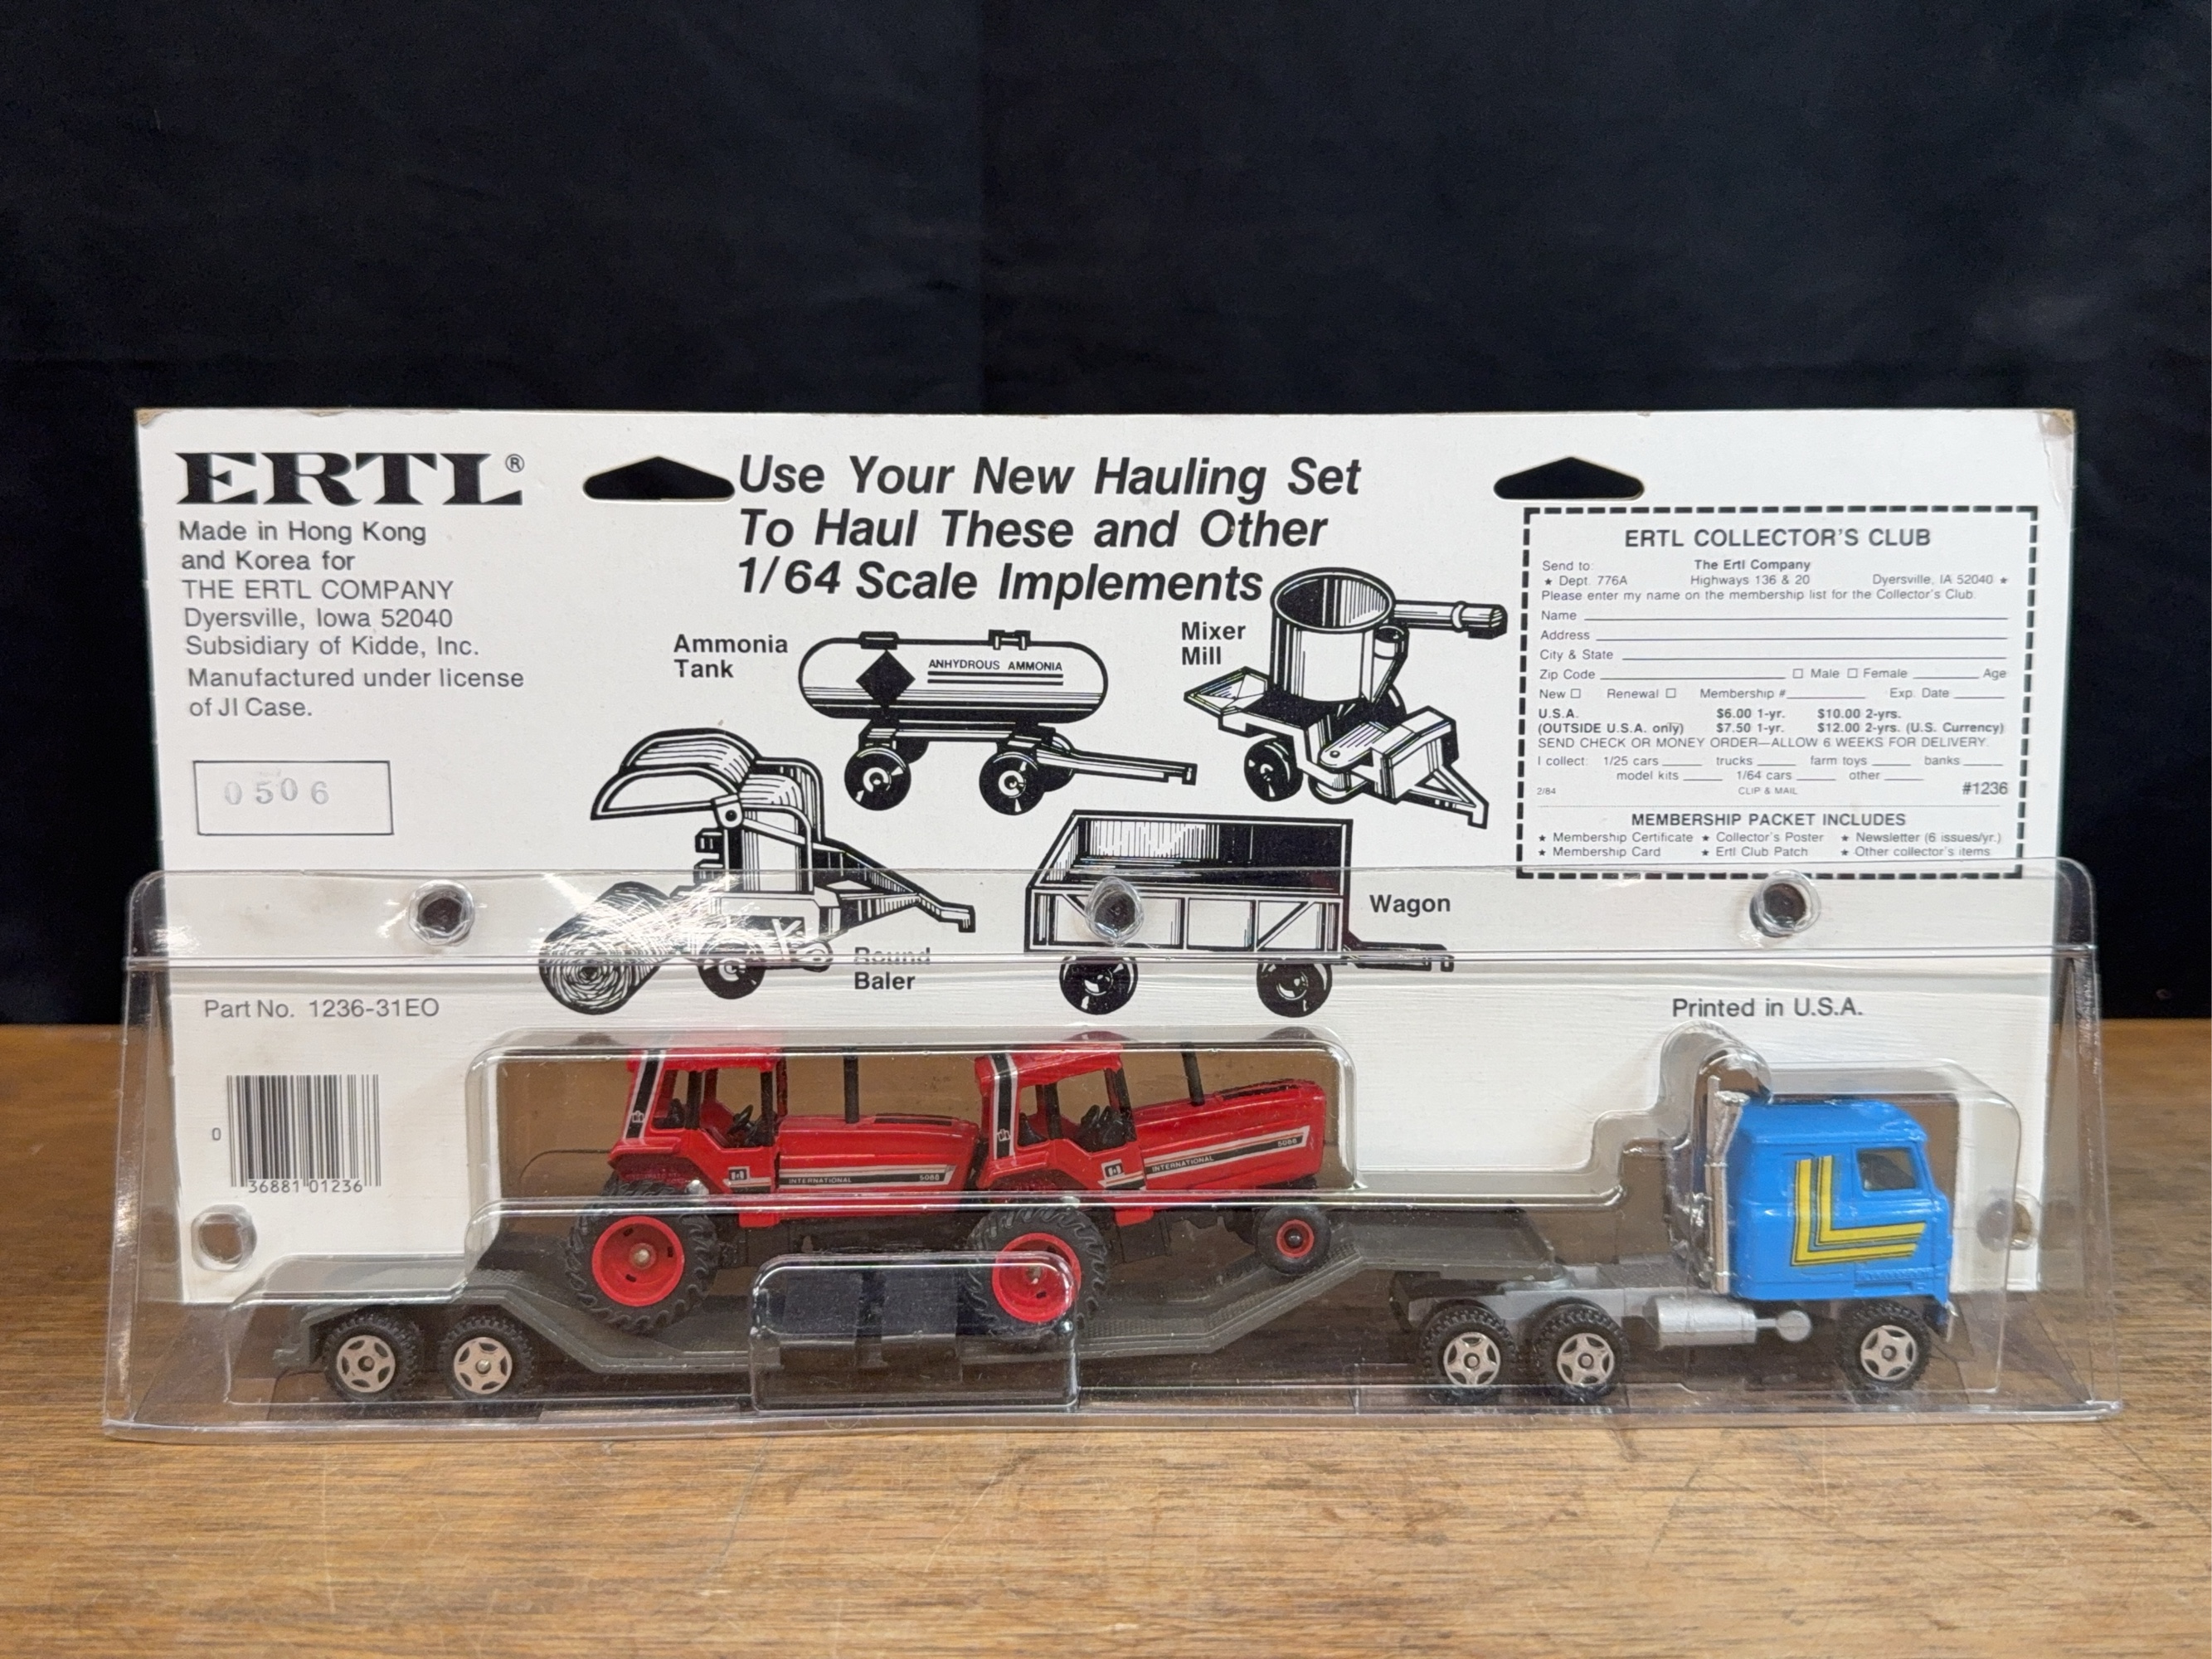 ERTL®
Made in Hong Kong
and Korea for
THE ERTL COMPANY
Dyersville, Iowa 52040
Subsidiary of Kidde, Inc.
Manufactured under license
of JI Case.
0506
Use Your New Hauling Set
To Haul These and Other
1/64 Scale Implements
Ammonia
Tank
ANHYDROUS AMMONIA
Mixer
Mill
Round
Baler
Wagon
ERTL COLLECTOR'S CLUB
Send to: The Ertl Company
★ Dept. 776A Highways 136 & 20 Dyersville, IA 52040 ★
Please enter my name on the membership list for the Collector's Club.
Name
Address
City & State
Zip Code □ Male □ Female Age
New □ Renewal □ Membership # Exp. Date
U.S.A. $6.00 1-yr. $10.00 2-yrs.
(OUTSIDE U.S.A. only) $7.50 1-yr. $12.00 2-yrs. (U.S. Currency)
SEND CHECK OR MONEY ORDER—ALLOW 6 WEEKS FOR DELIVERY.
I collect: 1/25 cars trucks farm toys banks
model kits 1/64 cars other
2/84 CLIP & MAIL #1236
MEMBERSHIP PACKET INCLUDES
★ Membership Certificate ★ Collector's Poster ★ Newsletter (6 issues/yr.)
★ Membership Card ★ Ertl Club Patch ★ Other collector's items
Part No. 1236-31EO
Printed in U.S.A.
0 36881 01236
INTERNATIONAL 5088
INTERNATIONAL 5088